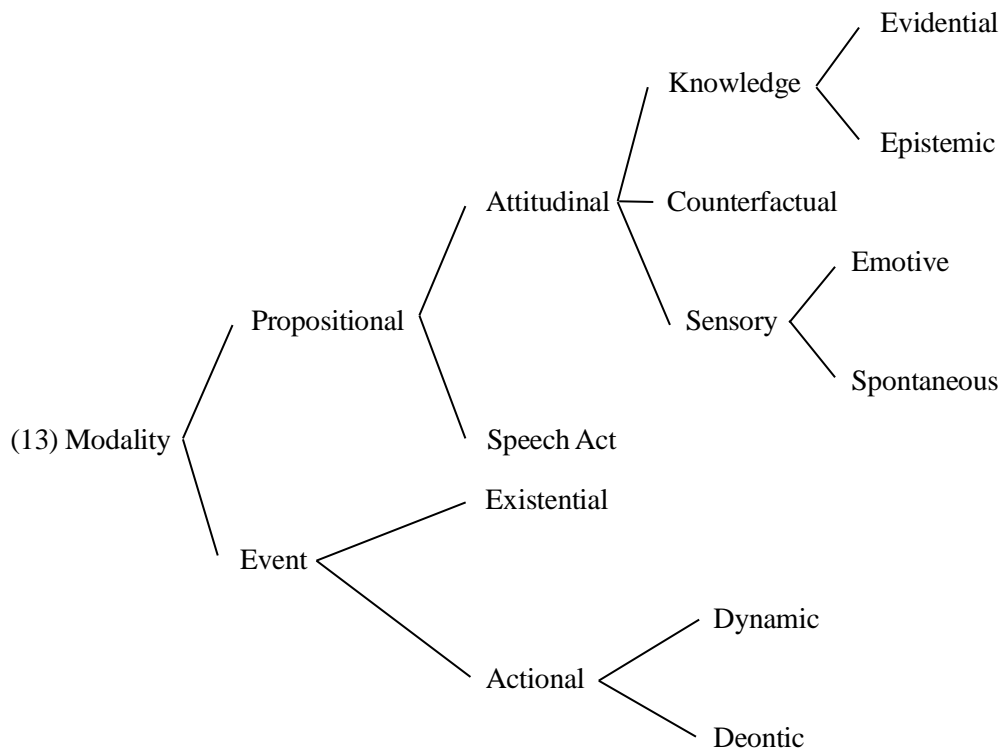 Evidential
Knowledge
Epistemic
Attitudinal
Counterfactual
Emotive
Propositional
Sensory
Spontaneous
(13) Modality
Speech Act
Existential
Event
Dynamic
Actional
Deontic